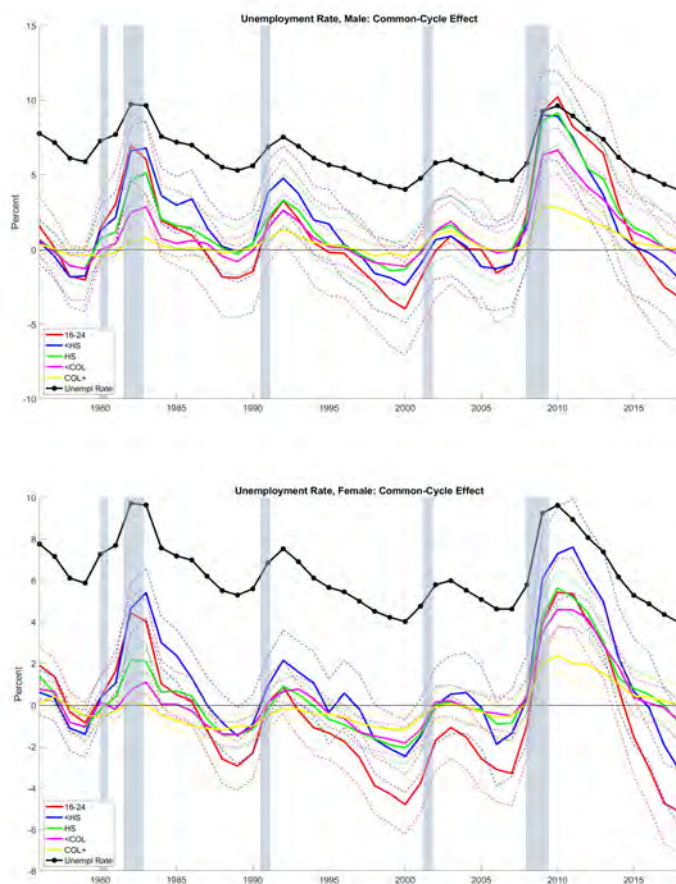 Unemployment Rate, Male: Common-Cycle Effect
15
10
5
0
-5
-10
Percent
16-24
<HS
HS
<COL
COL+
Unempl Rate
1980 1985 1990 1995 2000 2005 2010 2015
Unemployment Rate, Female: Common-Cycle Effect
10
8
6
4
2
0
-2
-4
-6
-8
Percent
16-24
<HS
HS
<COL
COL+
Unempl Rate
1980 1985 1990 1995 2000 2005 2010 2015